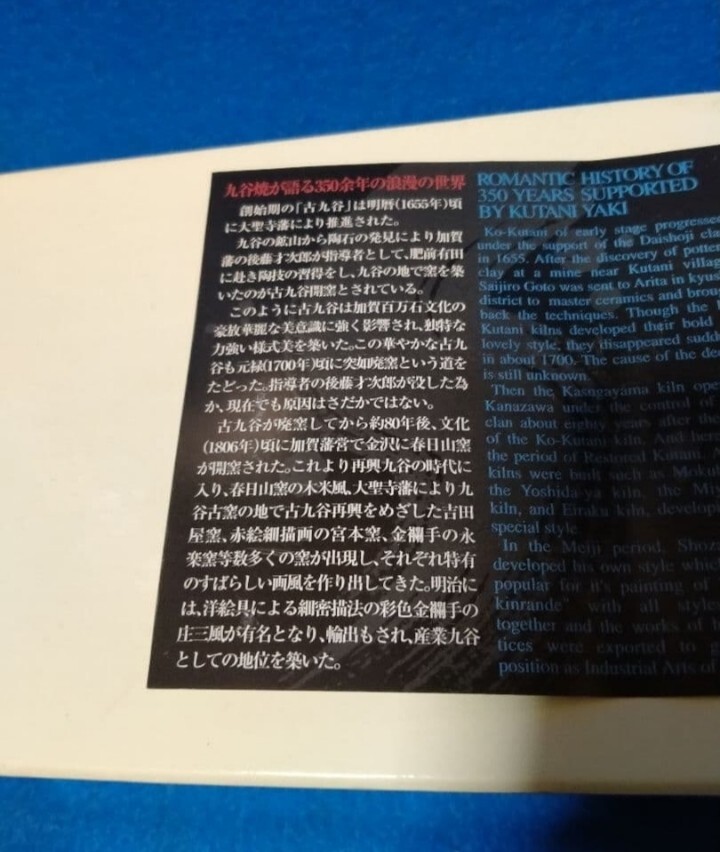 九谷焼が語る350余年の浪漫の世界
創始期の「古九谷」は明暦(1655年)頃
に大聖寺藩により推進された。
九谷の鉱山から陶石の発見により加賀
藩の後藤才次郎が指導者として、肥前有田
に赴き陶技の習得をし、九谷の地で窯を築
いたのが古九谷開窯とされている。
このように古九谷は加賀百万石文化の
豪放華麗な美意識に強く影響され、独特な
力強い様式美を築いた。この華やかな古九
谷も元禄(1700年)頃に突如廃窯という道を
たどった。指導者の後藤才次郎が没した為
か、現在でも原因はさだかではない。
古九谷が廃窯してから約80年後、文化
(1806年)頃に加賀藩営で金沢に春日山窯
が開窯された。これより再興九谷の時代に
入り、春日山窯の木米風、大聖寺藩により九
谷古窯の地で古九谷再興をめざした吉田
屋窯、赤絵細描画の宮本窯、金襴手の永
楽窯等数多くの窯が出現し、それぞれ特有
のすばらしい画風を作り出してきた。明治に
は、洋絵具による細密描法の彩色金襴手の
庄三風が有名となり、輸出もされ、産業九谷
としての地位を築いた。
ROMANTIC HISTORY OF
350 YEARS SUPPORTED
BY KUTANI YAKI
Ko-Kutani's early stage progresse
under the support of the Daishoji cla
in 1655. After the discovery of potter
clay at a mine near Kutani villag
Saijiro Goto was sent to Arita in kyus
district to master ceramics and brou
back the techniques. Though the
Kutani kilns developed their bold
lovely style, they disappeared sudd
in about 1700. The cause of the de
is still unknown.
Then the Kasugayama kiln ope
Kanazawa under the control of
clan about eighty years after the
of the Ko-Kutani kiln. And her
the period of Restored Kutani. A
kilns were built such as Moku
the Yoshida-ya kiln, the Mi
kiln, and Eiraku kiln, develop
special style.
In the Meiji period, Shoz
developed his own style whic
popular for it's painting of
kinrande" with all style
together and the works of h
tices were exported to g
position as Industrial Arts of